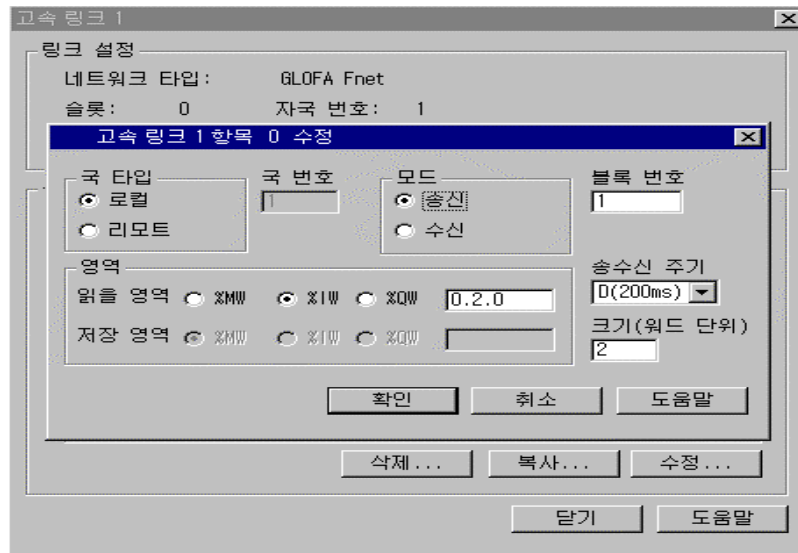 고속 링크 1
링크 설정
네트워크 타입: GLOFA Fnet
슬롯: 0 자국 번호: 1
고속 링크 1 항목 0 수정
국 타입 국 번호 모드 블록 번호
로컬 1 송신 1
리모트 수신
영역 송수신 주기
읽을 영역 %MW %IW %QW 0.2.0 D(200ms)
저장 영역 %MW %IW %QW 크기(워드 단위)
2
확인 취소 도움말
삭제... 복사... 수정...
닫기 도움말